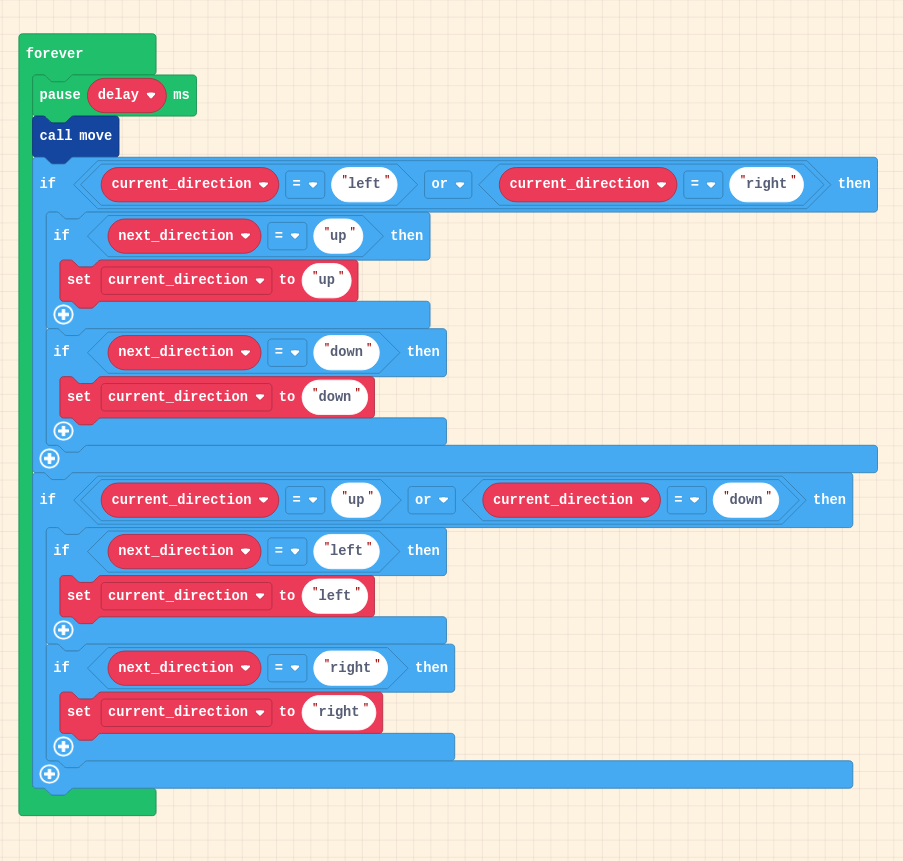 forever
pause delay ms
call move
if current_direction = "left" or current_direction = "right" then
if next_direction = "up" then
set current_direction to "up"
if next_direction = "down" then
set current_direction to "down"
if current_direction = "up" or current_direction = "down" then
if next_direction = "left" then
set current_direction to "left"
if next_direction = "right" then
set current_direction to "right"